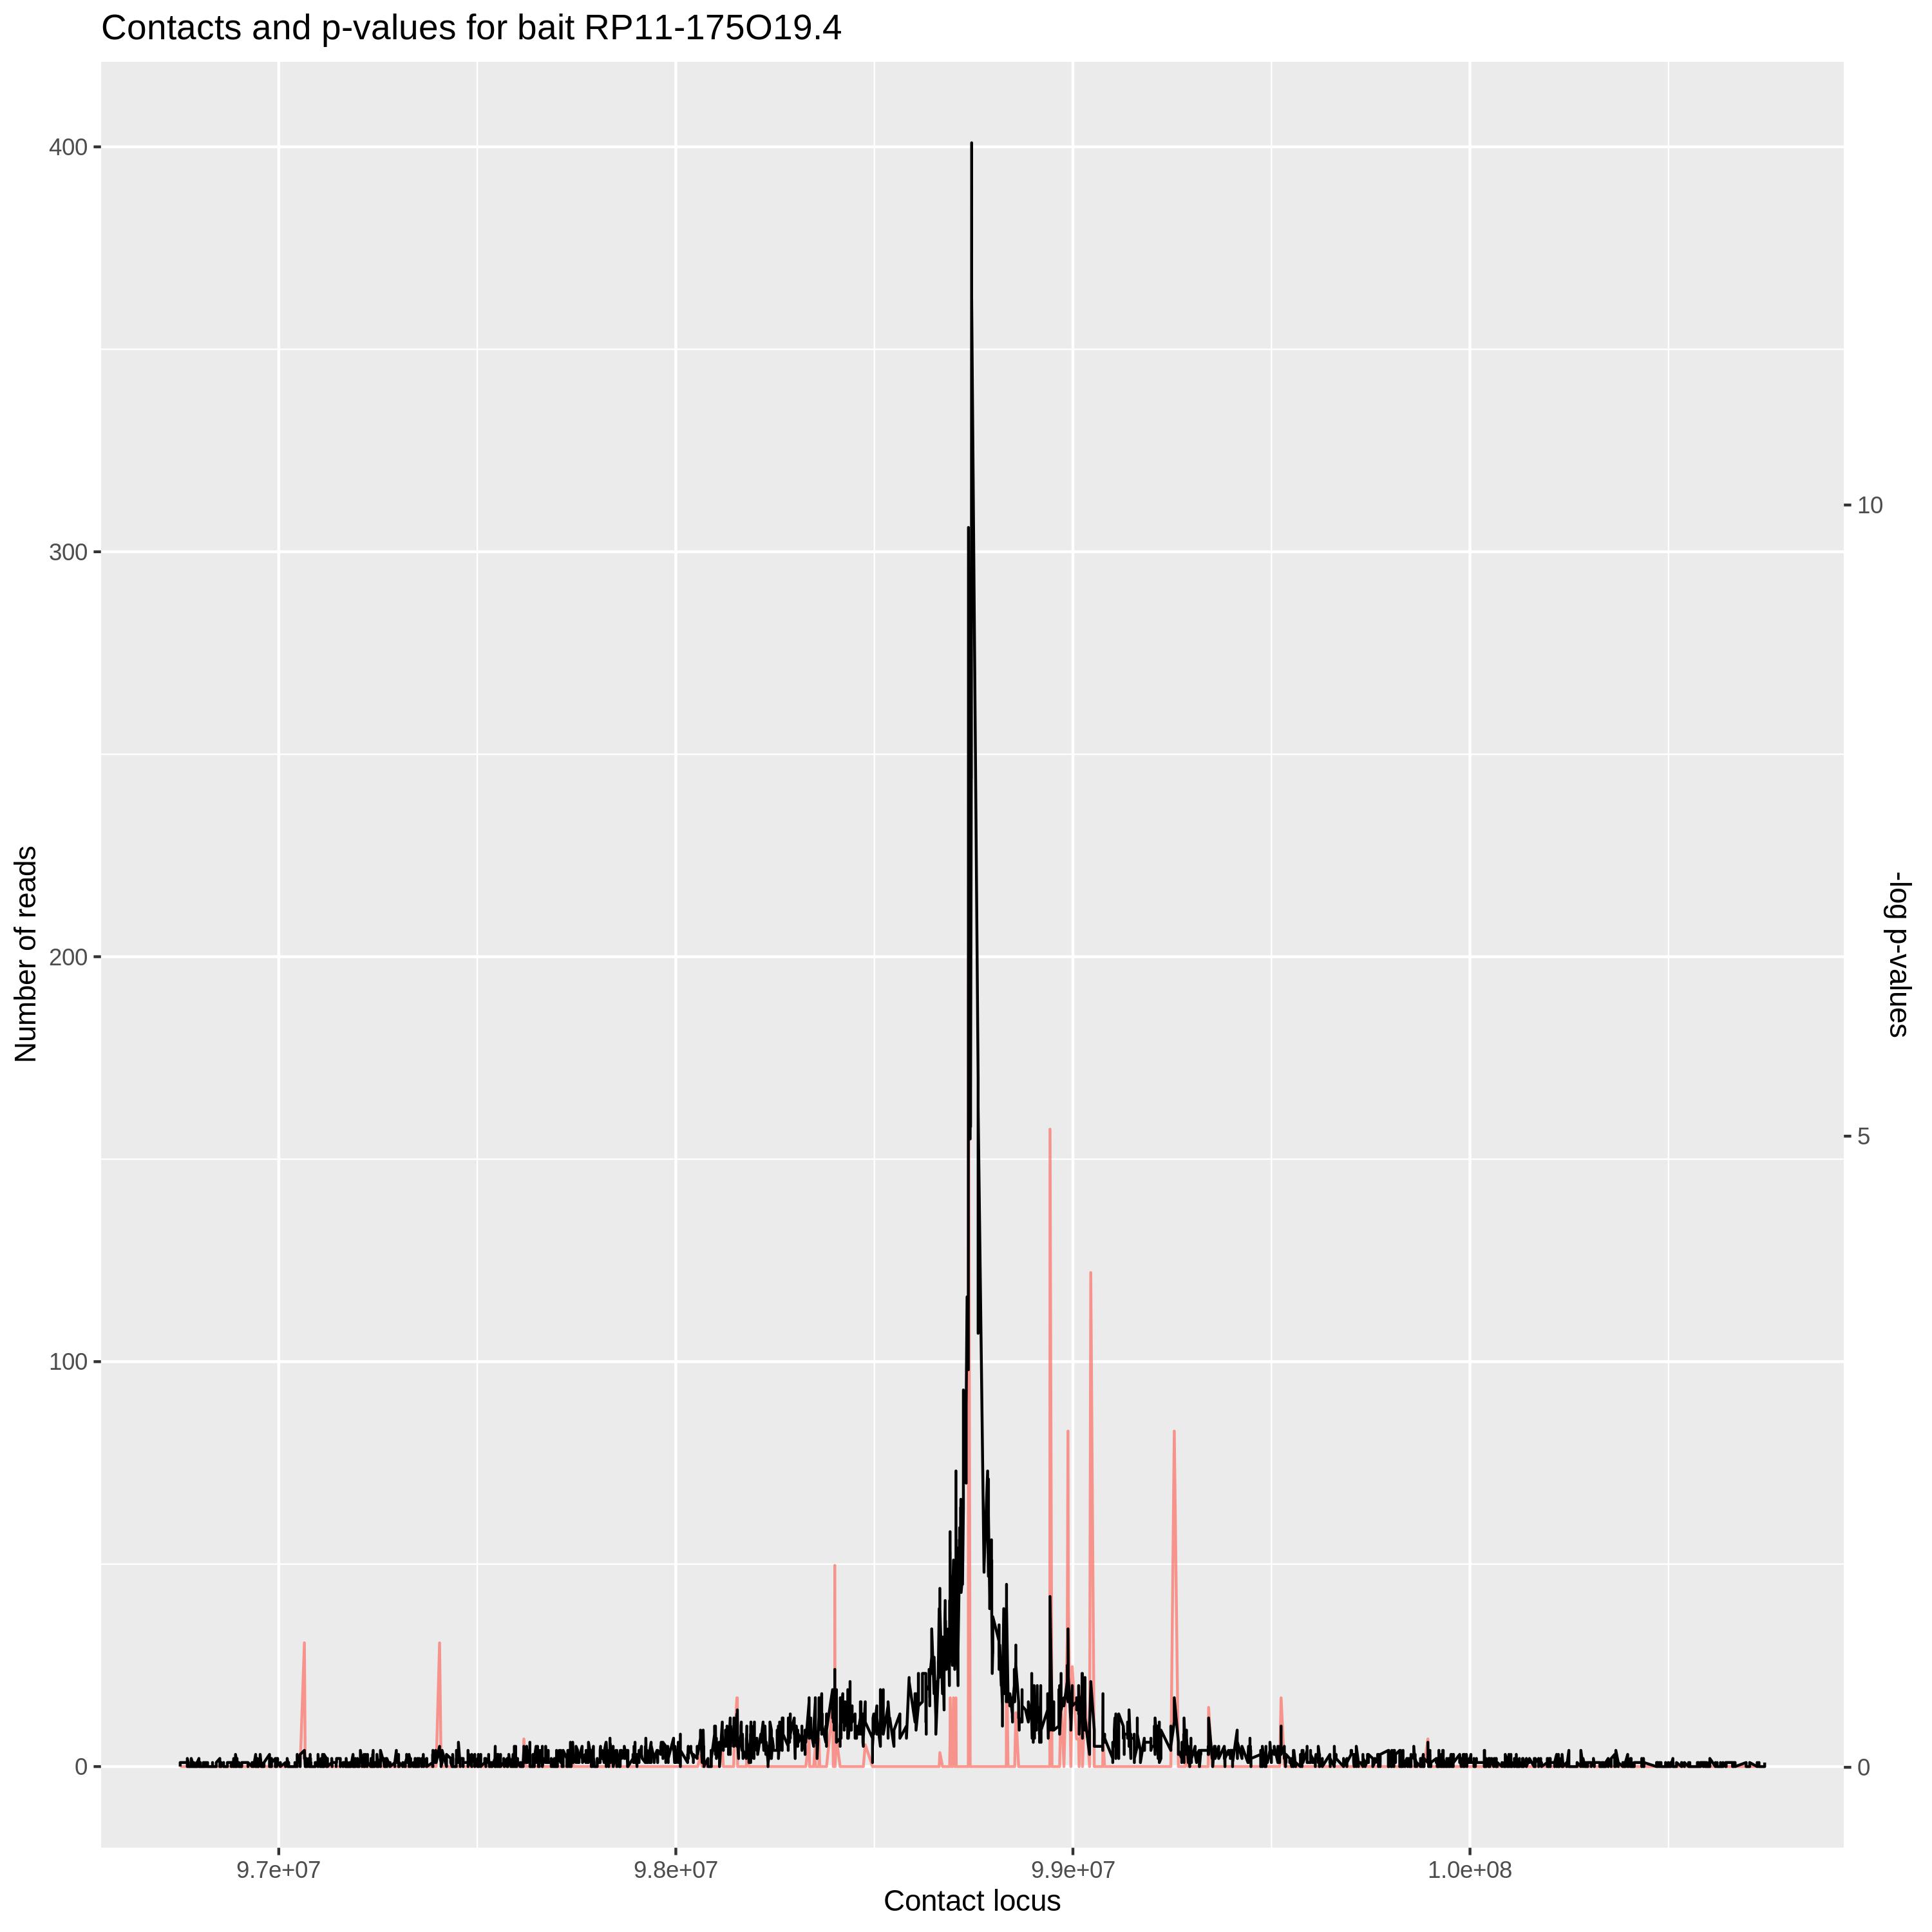 Contacts and p-values for bait RP11-175O19.4
400
300
200
100
0
Number of reads
10
5
0
-log p-values
9.7e+07
9.8e+07
9.9e+07
1.0e+08
Contact locus